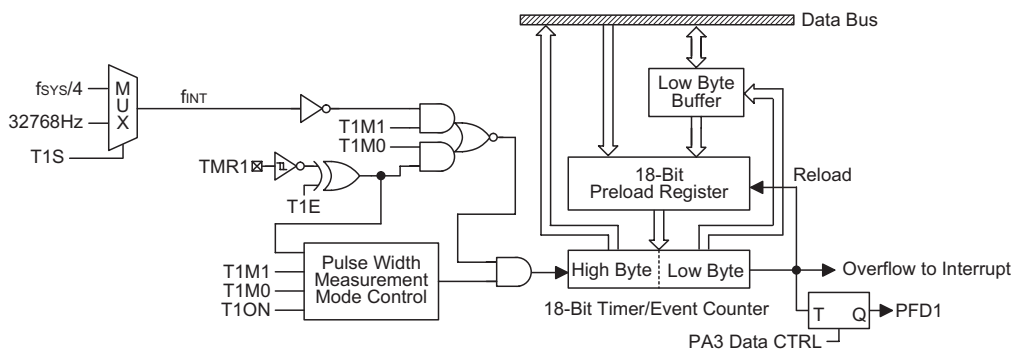 Data Bus
fSYS/4
32768Hz
T1S
MUX
fINT
T1M1
T1M0
TMR1
T1E
Low Byte
Buffer
18-Bit
Preload Register
Reload
T1M1
T1M0
T1ON
Pulse Width
Measurement
Mode Control
High Byte
Low Byte
18-Bit Timer/Event Counter
Overflow to Interrupt
T
Q
PFD1
PA3 Data CTRL